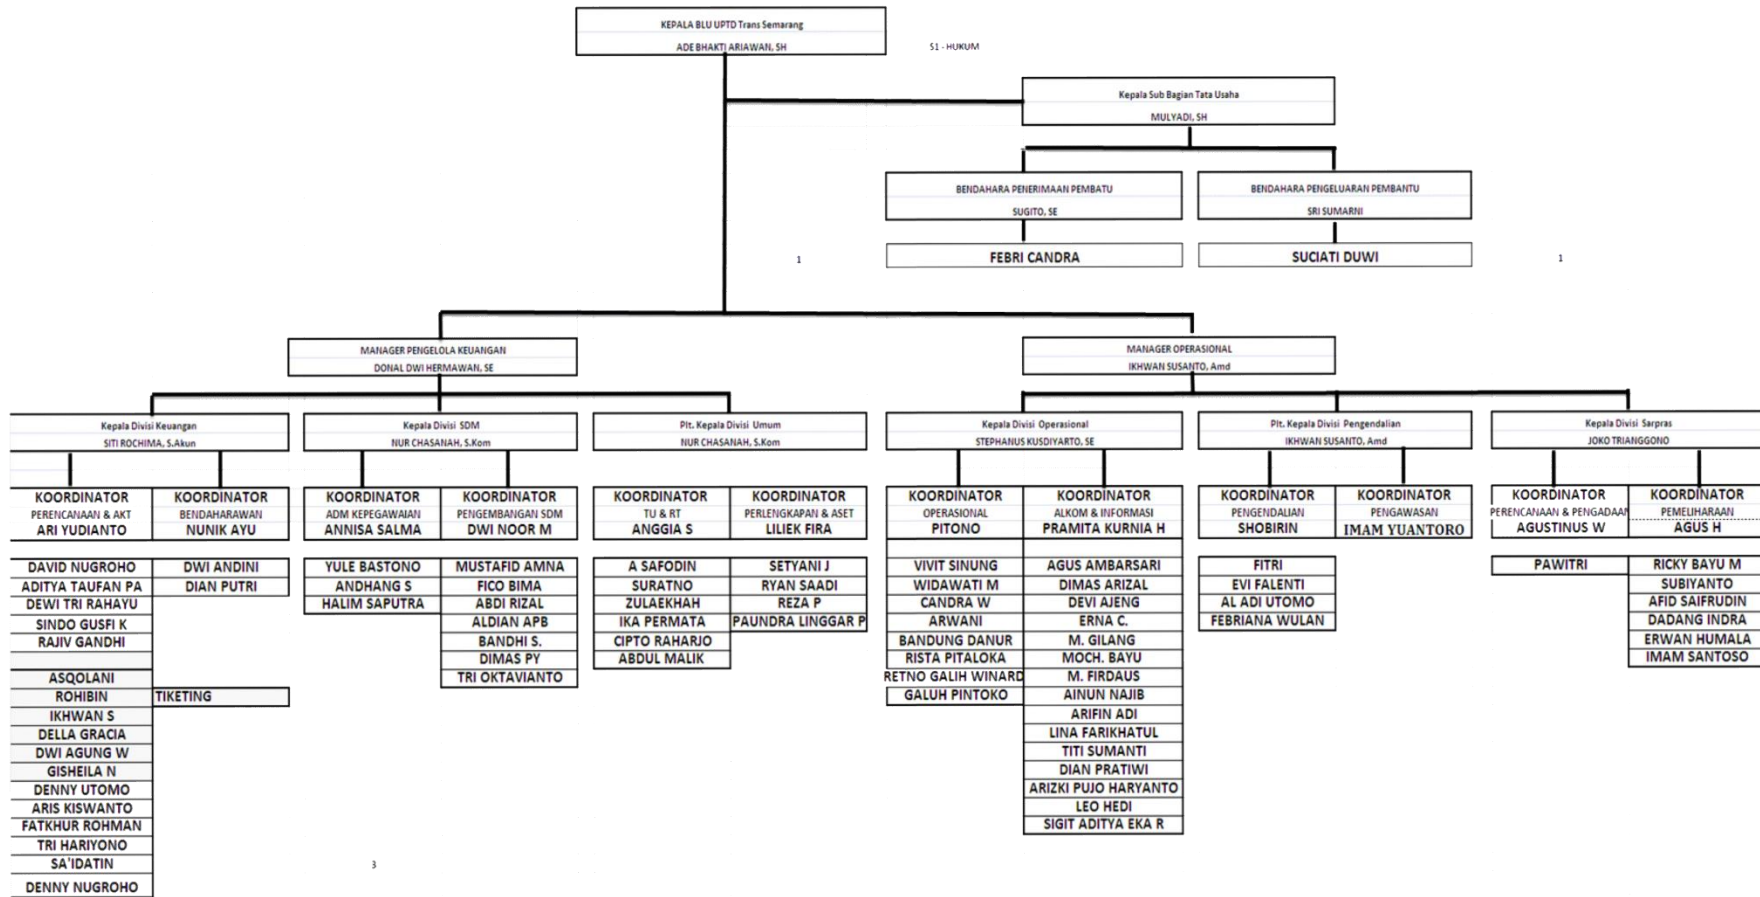 KEPALA BLU UPTD Trans Semarang
ADE BHAKTI ARIAWAN, SH
S1 - HUKUM
Kepala Sub Bagian Tata Usaha
MULYADI, SH
BENDAHARA PENERIMAAN PEMBATU
SUGITO, SE
FEBRI CANDRA
BENDAHARA PENGELUARAN PEMBANTU
SRI SUMARNI
SUCIATI DUWI
1
1
MANAGER PENGELOLA KEUANGAN
DONAL DWI HERMAWAN, SE
MANAGER OPERASIONAL
IKHWAN SUSANTO, Amd
Kepala Divisi Keuangan
SITI ROCHIMA, S.Akun
KOORDINATOR
PERENCANAAN & AKT
ARI YUDIANTO
DAVID NUGROHO
ADITYA TAUFAN PA
DEWI TRI RAHAYU
SINDO GUSFI K
RAJIV GANDHI
ASQOLANI
ROHIBIN
IKHWAN S
DELLA GRACIA
DWI AGUNG W
GISHEILA N
DENNY UTOMO
ARIS KISWANTO
FATKHUR ROHMAN
TRI HARIYONO
SA'IDATIN
DENNY NUGROHO
KOORDINATOR
BENDAHARAWAN
NUNIK AYU
DWI ANDINI
DIAN PUTRI
TIKETING
Kepala Divisi SDM
NUR CHASANAH, S.Kom
KOORDINATOR
ADM KEPEGAWAIAN
ANNISA SALMA
YULE BASTONO
ANDHANG S
HALIM SAPUTRA
3
KOORDINATOR
PENGEMBANGAN SDM
DWI NOOR M
MUSTAFID AMNA
FICO BIMA
ABDI RIZAL
ALDIAN APB
BANDHI S.
DIMAS PY
TRI OKTAVIANTO
Plt. Kepala Divisi Umum
NUR CHASANAH, S.Kom
KOORDINATOR
TU & RT
ANGGIA S
A SAFODIN
SURATNO
ZULAEKHAH
IKA PERMATA
CIPTO RAHARJO
ABDUL MALIK
KOORDINATOR
PERLENGKAPAN & ASET
LILIEK FIRA
SETYANI J
RYAN SAADI
REZA P
PAUNDRA LINGGAR P
Kepala Divisi Operasional
STEPHANUS KUSDIYARTO, SE
KOORDINATOR
OPERASIONAL
PITONO
VIVIT SINUNG
WIDAWATI M
CANDRA W
ARWANI
BANDUNG DANUR
RISTA PITALOKA
RETNO GALIH WINARD
GALUH PINTOKO
KOORDINATOR
ALKOM & INFORMASI
PRAMITA KURNIA H
AGUS AMBARSARI
DIMAS ARIZAL
DEVI AJENG
ERNA C.
M. GILANG
MOCH. BAYU
M. FIRDAUS
AINUN NAJIB
ARIFIN ADI
LINA FARIKHATUL
TITI SUMANTI
DIAN PRATIWI
ARIZKI PUJO HARYANTO
LEO HEDI
SIGIT ADITYA EKA R
Plt. Kepala Divisi Pengendalian
IKHWAN SUSANTO, Amd
KOORDINATOR
PENGENDALIAN
SHOBIRIN
FITRI
EVI FALENTI
AL ADI UTOMO
FEBRIANA WULAN
KOORDINATOR
PENGAWASAN
IMAM YUANTORO
Kepala Divisi Sarpras
JOKO TRIANGGONO
KOORDINATOR
PERENCANAAN & PENGADAAN
AGUSTINUS W
PAWITRI
KOORDINATOR
PEMELIHARAAN
AGUS H
RICKY BAYU M
SUBIYANTO
AFID SAIFRUDIN
DADANG INDRA
ERWAN HUMALA
IMAM SANTOSO